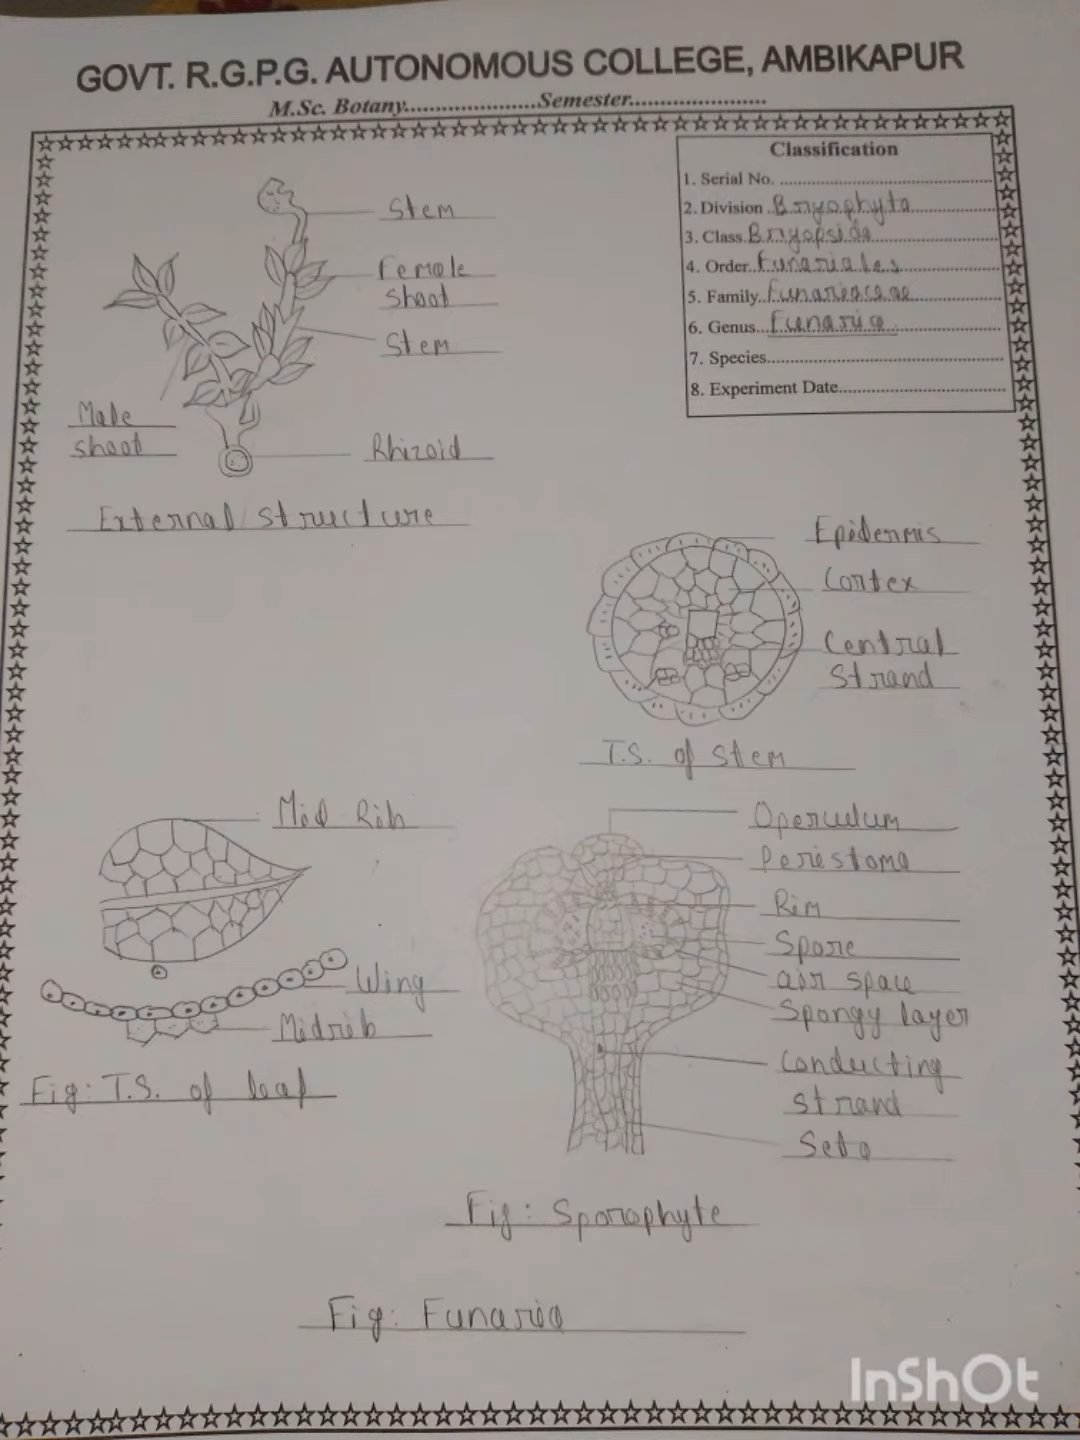 GOVT. R.G.P.G. AUTONOMOUS COLLEGE, AMBIKAPUR
M.Sc. Botany......................Semester......................
Classification
1. Serial No. ..........................................
2. Division Bryophyta
3. Class Bryopsida
4. Order Funariales
5. Family Funariaceae
6. Genus Funaria
7. Species..........................................
8. Experiment Date..............................
Stem
Female
shoot
Stem
Male
shoot
Rhizoid
External structure
Epidermis
Cortex
Central
Strand
T.S. of stem
Mid Rib
Wing
Midrib
Fig: T.S. of leaf
Operculum
Peristome
Rim
Spore
air space
Spongy layer
Conducting
strand
Seta
Fig: Sporophyte
Fig: Funaria
InShOt